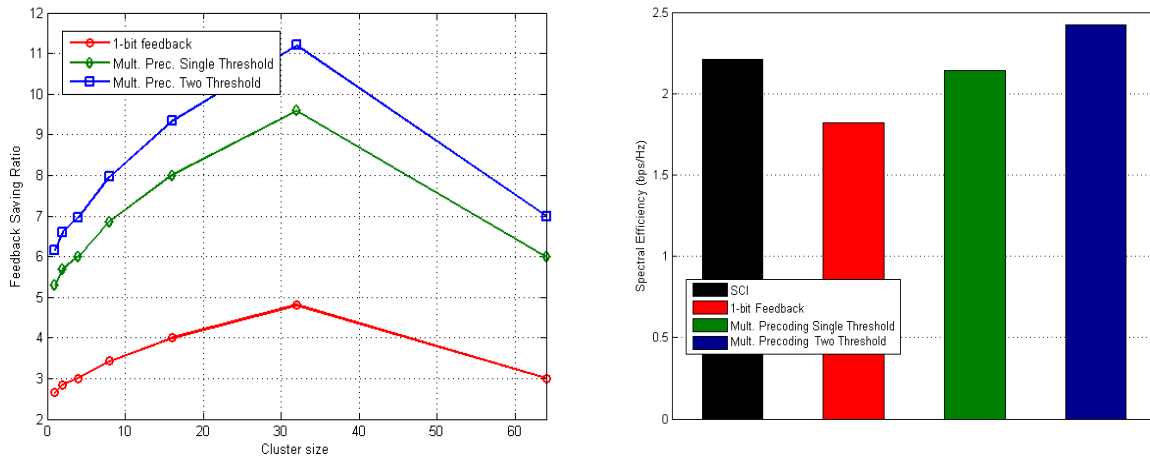 12
11
10
9
8
7
6
5
4
3
2
Feedback Saving Ratio
1-bit feedback
Mult. Prec. Single Threshold
Mult. Prec. Two Threshold
0 10 20 30 40 50 60
Cluster size
2.5
2
1.5
1
0.5
0
Spectral Efficiency (bps/Hz)
SCI
1-bit Feedback
Mult. Precoding Single Threshold
Mult. Precoding Two Threshold